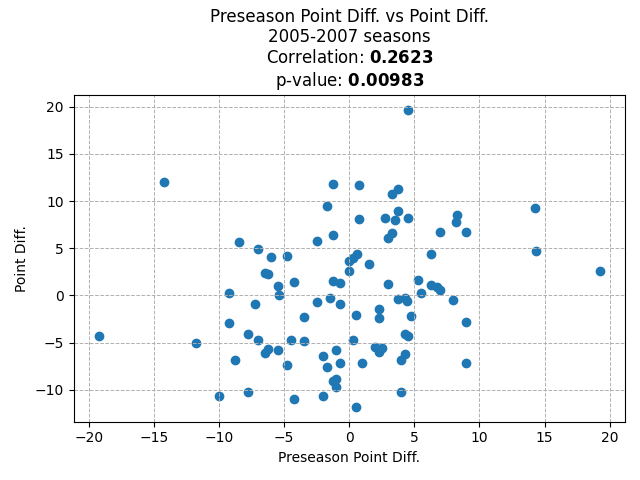 Preseason Point Diff. vs Point Diff.
2005-2007 seasons
Correlation: 0.2623
p-value: 0.00983
20
15
10
5
0
−5
−10
Point Diff.
−20 −15 −10 −5 0 5 10 15 20
Preseason Point Diff.